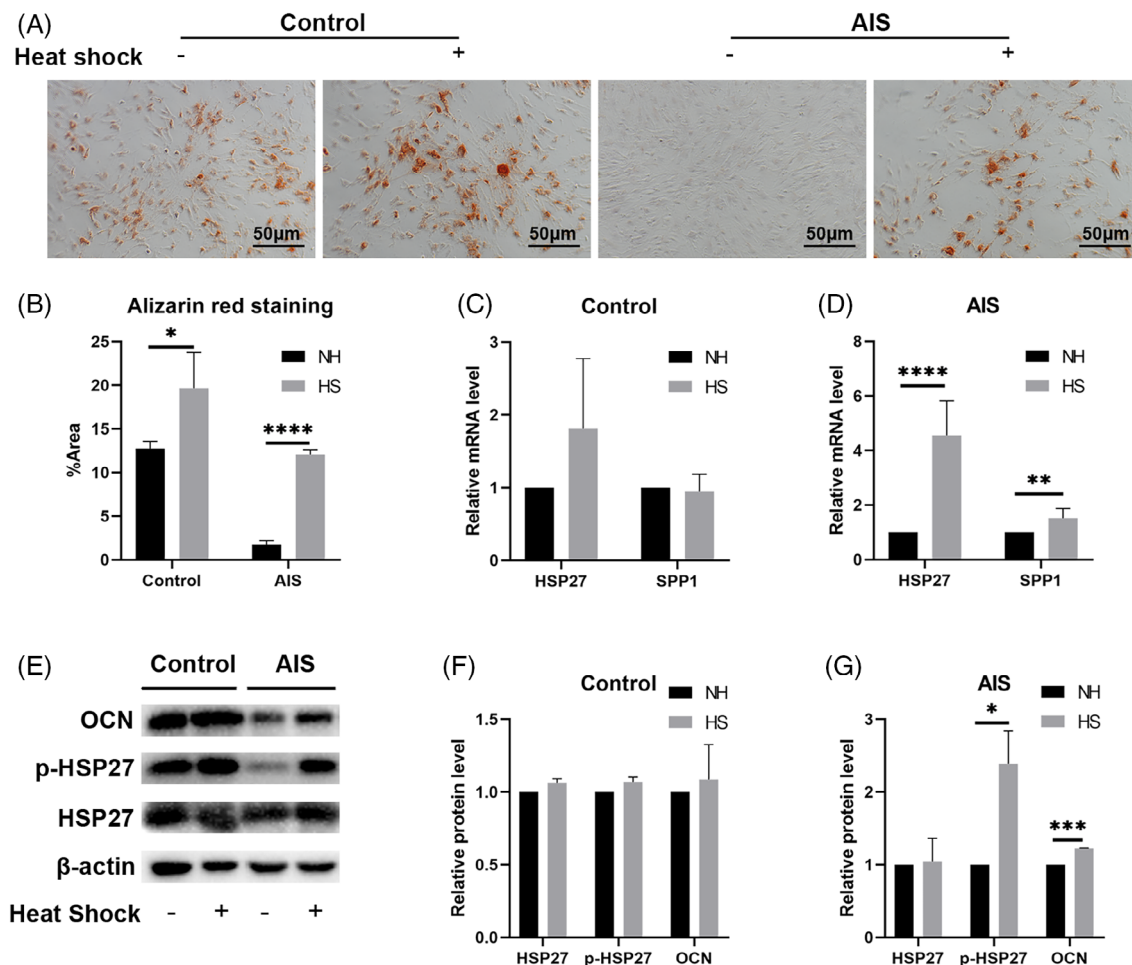 (A)
Control
AIS
Heat shock
-
+
-
+
50μm
50μm
50μm
50μm
(B)
Alizarin red staining
%Area
25
20
15
10
5
0
*
****
NH
HS
Control
AIS
(C)
Control
Relative mRNA level
3
2
1
0
NH
HS
HSP27
SPP1
(D)
AIS
Relative mRNA level
8
6
4
2
0
****
**
NH
HS
HSP27
SPP1
(E)
Control
AIS
OCN
p-HSP27
HSP27
β-actin
Heat Shock
-
+
-
+
(F)
Control
Relative protein level
1.5
1.0
0.5
0.0
NH
HS
HSP27
p-HSP27
OCN
(G)
AIS
Relative protein level
3
2
1
0
*
***
NH
HS
HSP27
p-HSP27
OCN